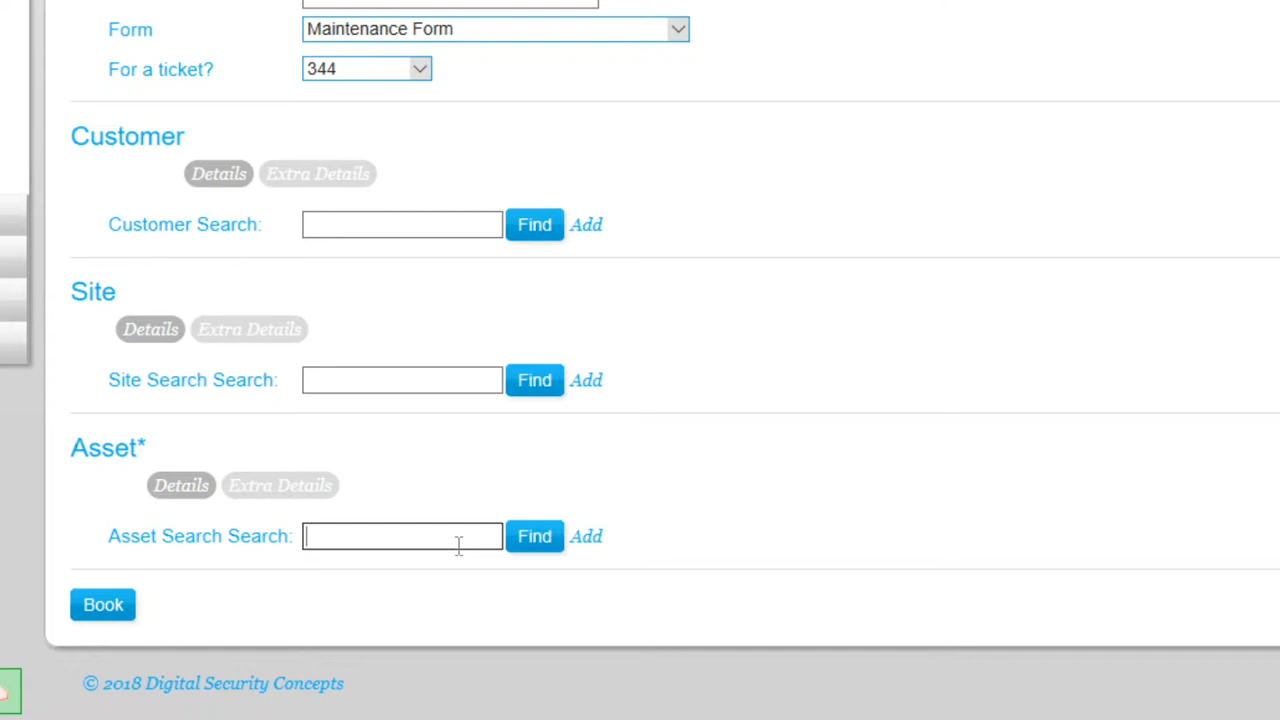 Form Maintenance Form
For a ticket? 344
Customer
Details Extra Details
Customer Search: Find Add
Site
Details Extra Details
Site Search Search: Find Add
Asset*
Details Extra Details
Asset Search Search: Find Add
Book
© 2018 Digital Security Concepts